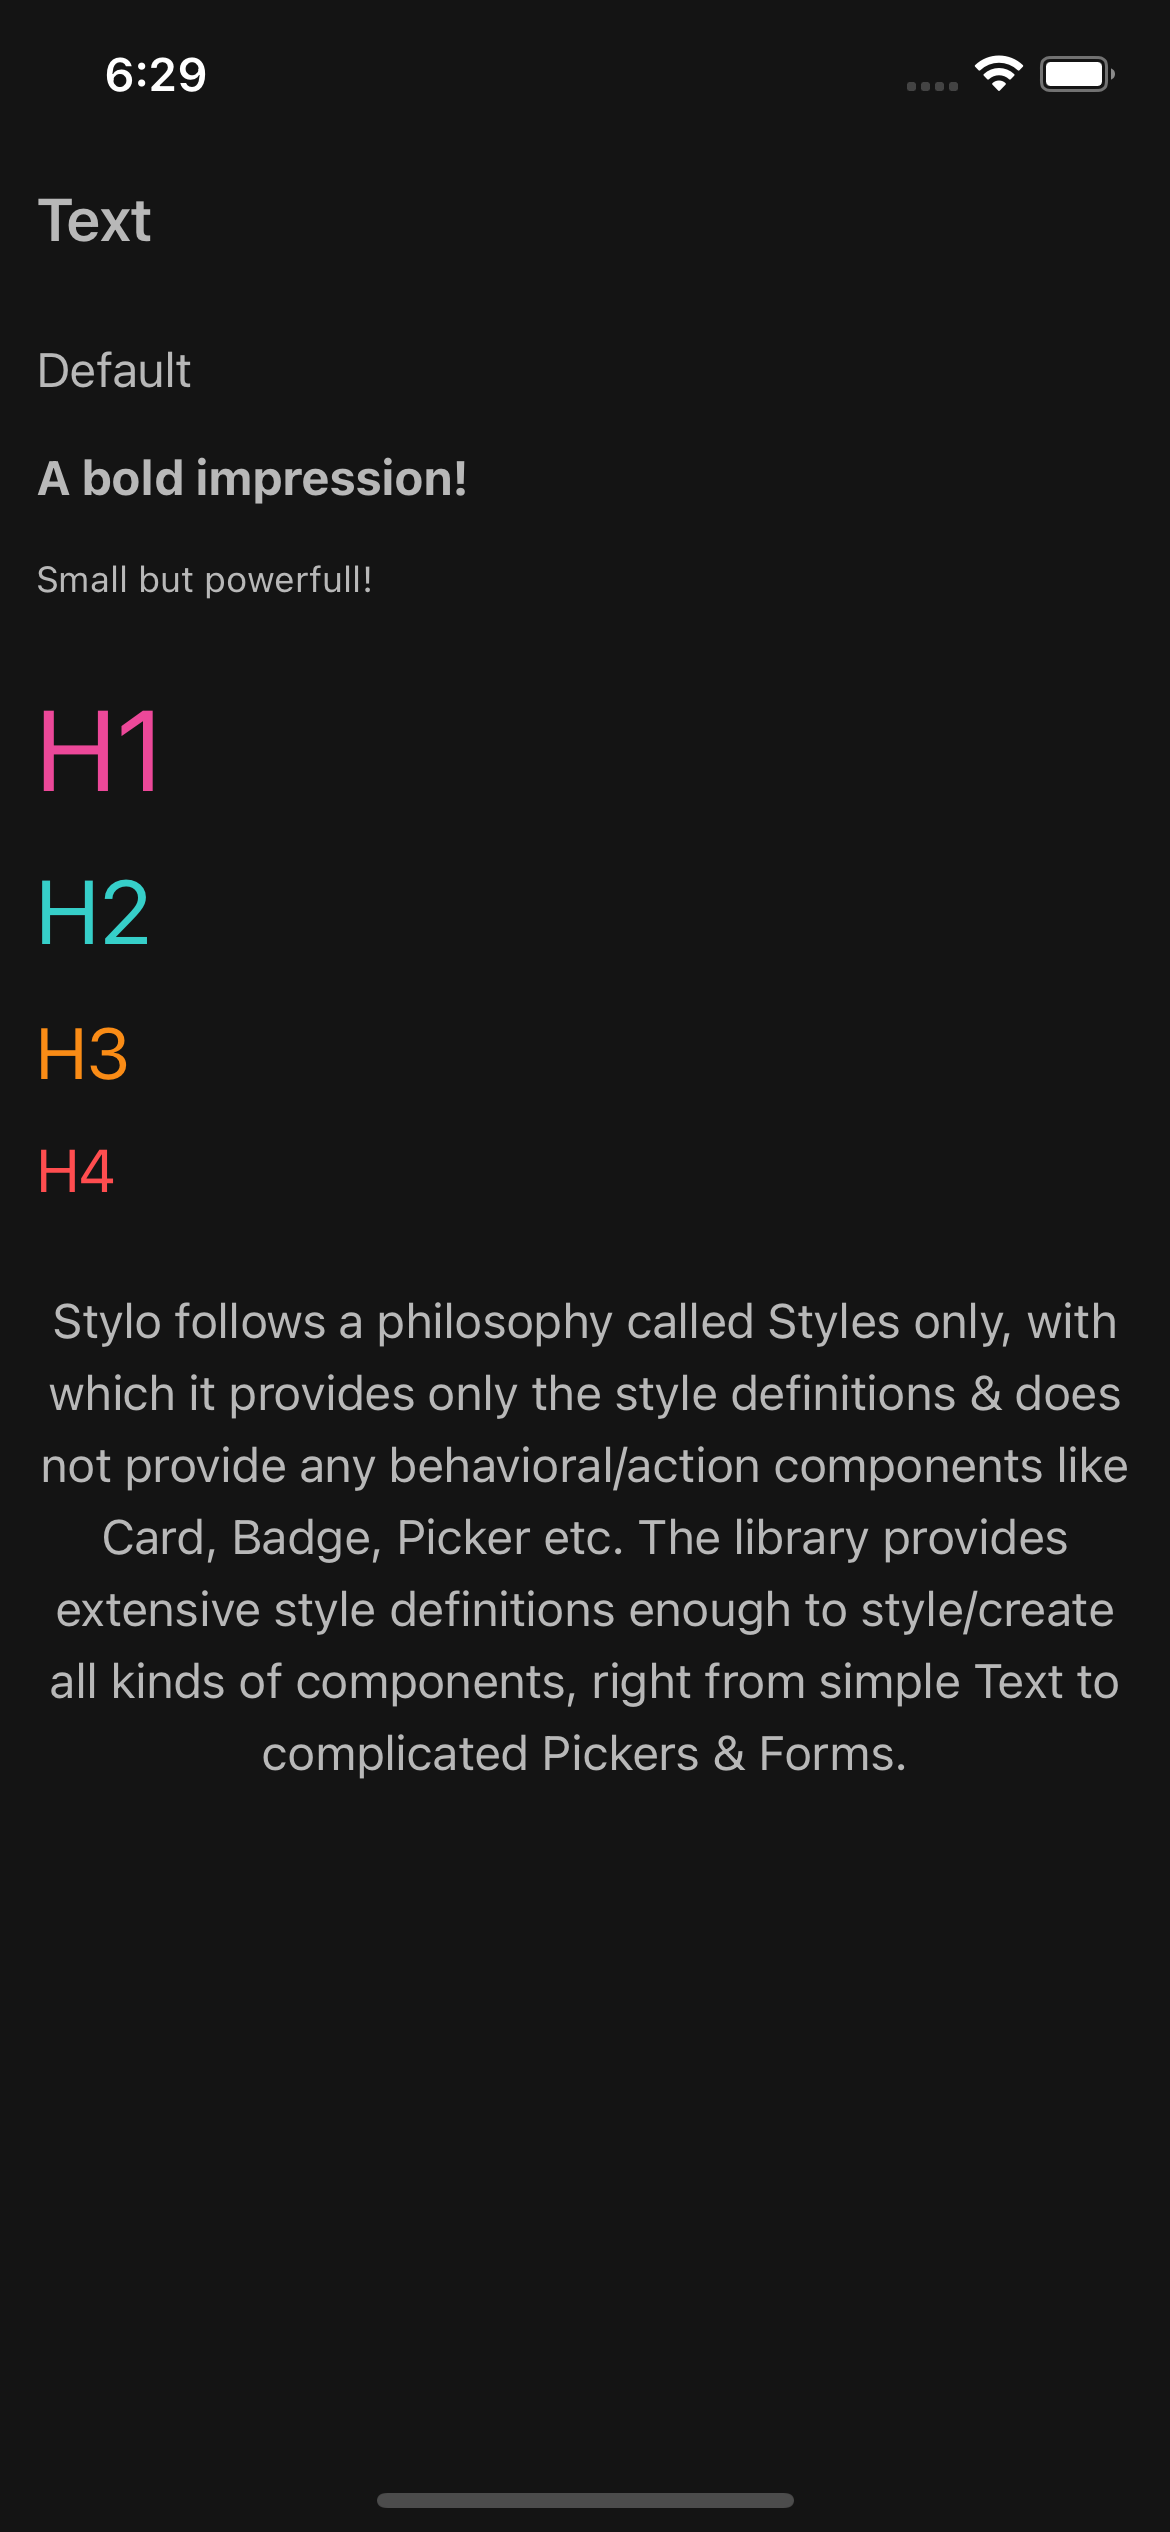 6:29
Text
Default
A bold impression!
Small but powerfull!
H1
H2
H3
H4
Stylo follows a philosophy called Styles only, with
which it provides only the style definitions & does
not provide any behavioral/action components like
Card, Badge, Picker etc. The library provides
extensive style definitions enough to style/create
all kinds of components, right from simple Text to
complicated Pickers & Forms.